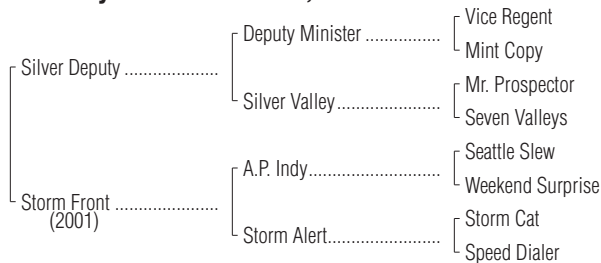 Vice Regent
Deputy Minister ................
Mint Copy
Silver Deputy ....................
Mr. Prospector
Silver Valley......................
Seven Valleys
Seattle Slew
A.P. Indy............................
Weekend Surprise
Storm Front ......................
(2001)
Storm Cat
Storm Alert........................
Speed Dialer